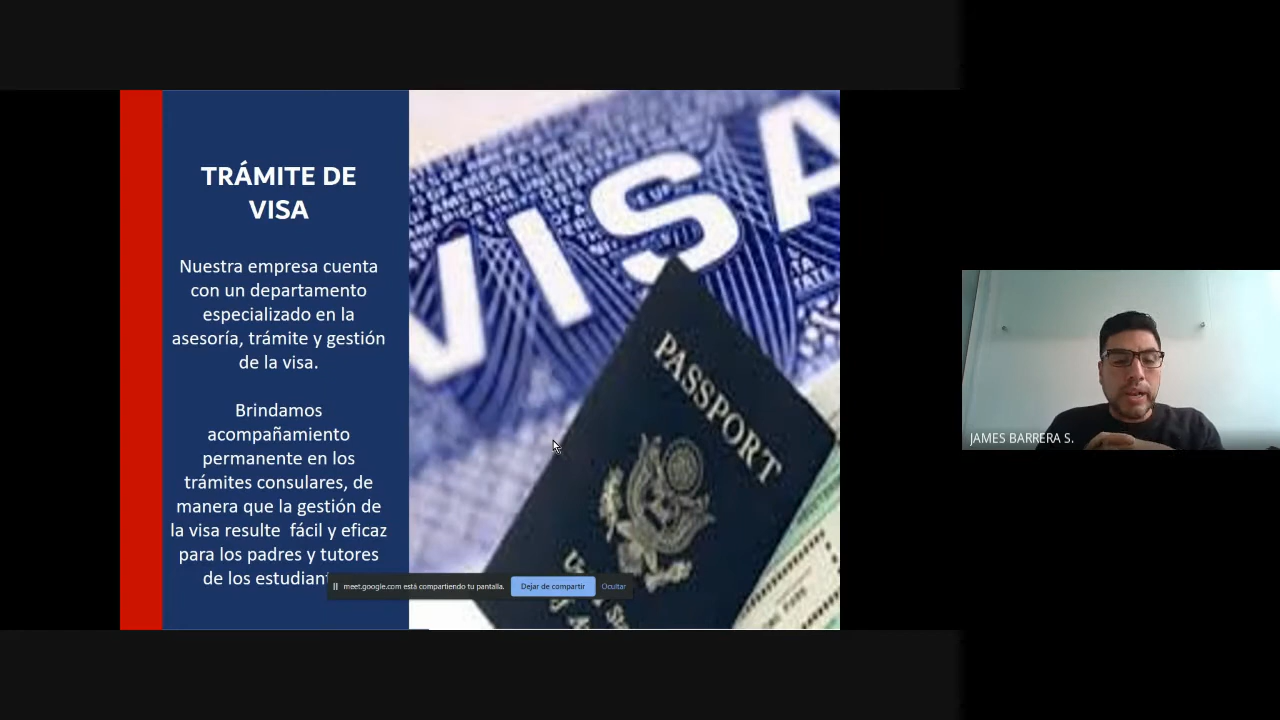 TRÁMITE DE
VISA
Nuestra empresa cuenta
con un departamento
especializado en la
asesoría, trámite y gestión
de la visa.
Brindamos
acompañamiento
permanente en los
trámites consulares, de
manera que la gestión de
la visa resulte  fácil y eficaz
para los padres y tutores
de los estudian
VISA
PASSPORT
meet.google.com está compartiendo tu pantalla.
Dejar de compartir
Ocultar
JAMES BARRERA S.